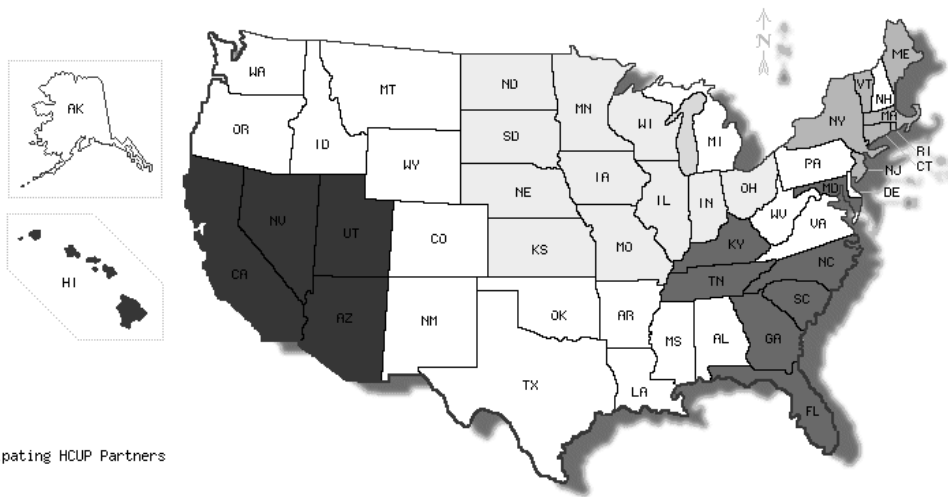 N
WA
MT
ND
MN
ME
VT
NH
AK
OR
ID
SD
WI
MI
NY
MA
WY
IA
PA
RI
CT
NE
NJ
NV
UT
IL
IN
OH
MD
DE
CO
KS
MO
WV
VA
KY
HI
CA
NC
TN
AZ
NM
OK
AR
SC
MS
AL
GA
TX
LA
FL
pating HCUP Partners